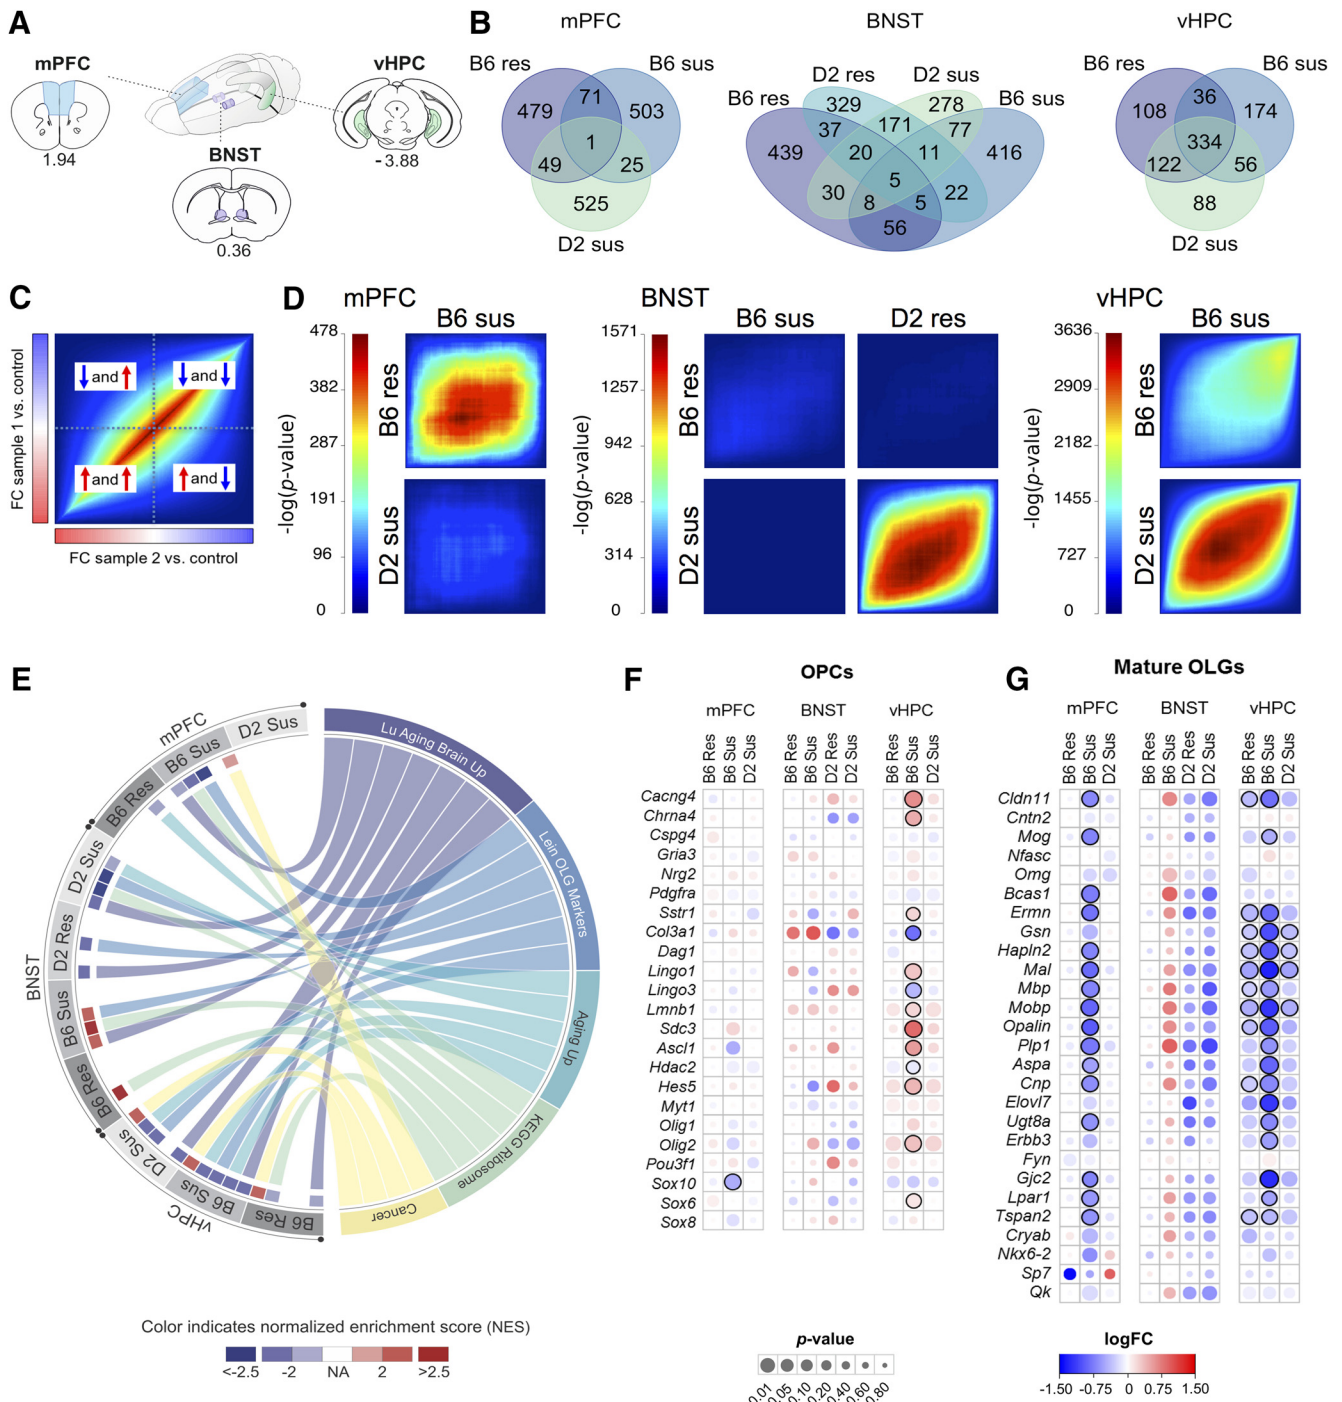 A
mPFC
vHPC
BNST
1.94
-3.88
0.36
B
mPFC
BNST
vHPC
B6 res
B6 sus
479
71
503
1
49
25
525
D2 sus
D2 res
D2 sus
B6 res
B6 sus
329
278
37
171
77
439
20
11
416
5
30
22
8
5
56
B6 res
B6 sus
108
36
174
334
122
56
88
D2 sus
C
FC sample 1 vs. control
and
and
and
and
FC sample 2 vs. control
D
mPFC
B6 sus
478
382
287
191
96
0
-log(p-value)
B6 res
D2 sus
BNST
B6 sus
D2 res
1571
1257
942
628
314
0
-log(p-value)
B6 res
D2 sus
vHPC
B6 sus
3636
2909
2182
1455
727
0
-log(p-value)
B6 res
D2 sus
E
mPFC
D2 Sus
B6 Sus
B6 Res
BNST
D2 Sus
D2 Res
B6 Sus
B6 Res
vHPC
D2 Sus
B6 Sus
B6 Res
Lu Aging Brain Up
Lein OLG Markers
Aging Up
KEGG Ribosome
Cancer
Color indicates normalized enrichment score (NES)
<-2.5 -2 NA 2 >2.5
F
OPCs
mPFC BNST vHPC
B6 Res B6 Sus D2 Sus B6 Res B6 Sus D2 Res D2 Sus B6 Res B6 Sus D2 Sus
Cacng4
Chrna4
Cspg4
Gria3
Nrg2
Pdgfra
Sstr1
Col3a1
Dag1
Lingo1
Lingo3
Lmnb1
Sdc3
Ascl1
Hdac2
Hes5
Myt1
Olig1
Olig2
Pou3f1
Sox10
Sox6
Sox8
p-value
0.01 0.05 0.10 0.20 0.40 0.60 0.80
G
Mature OLGs
mPFC BNST vHPC
B6 Res B6 Sus D2 Sus B6 Res B6 Sus D2 Res D2 Sus B6 Res B6 Sus D2 Sus
Cldn11
Cntn2
Mog
Nfasc
Omg
Bcas1
Ermn
Gsn
Hapln2
Mal
Mbp
Mobp
Opalin
Plp1
Aspa
Cnp
Elovl7
Ugt8a
Erbb3
Fyn
Gjc2
Lpar1
Tspan2
Cryab
Nkx6-2
Sp7
Qk
logFC
-1.50 -0.75 0 0.75 1.50